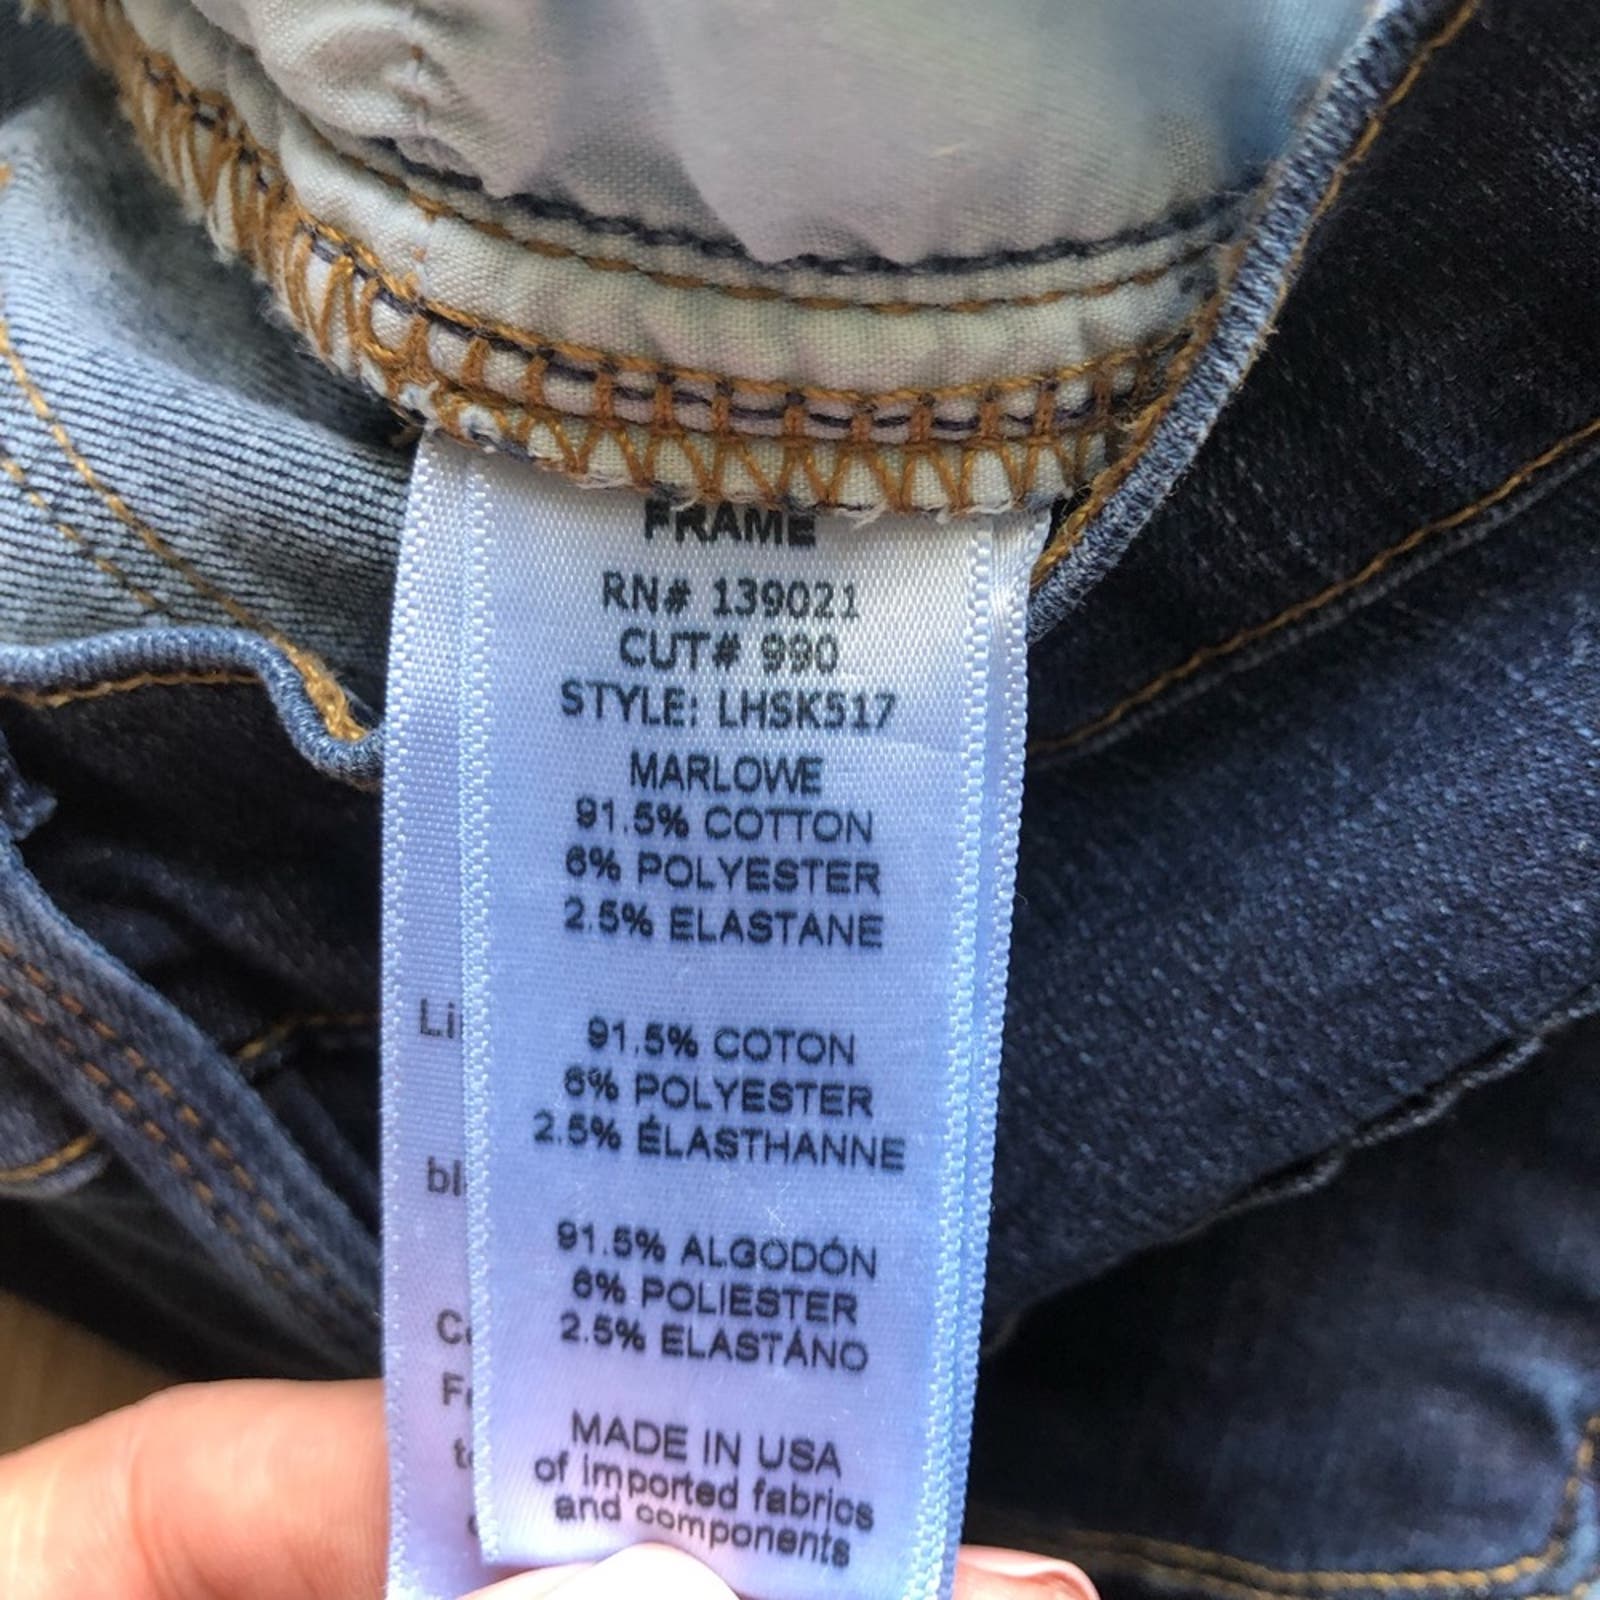 FRAME
RN# 139021
CUT# 990
STYLE: LHSK517
MARLOWE
91.5% COTTON
6% POLYESTER
2.5% ELASTANE
91.5% COTON
6% POLYESTER
2.5% ÉLASTHANNE
91.5% ALGODÓN
6% POLIESTER
2.5% ELASTÁNO
MADE IN USA
of imported fabrics
and components